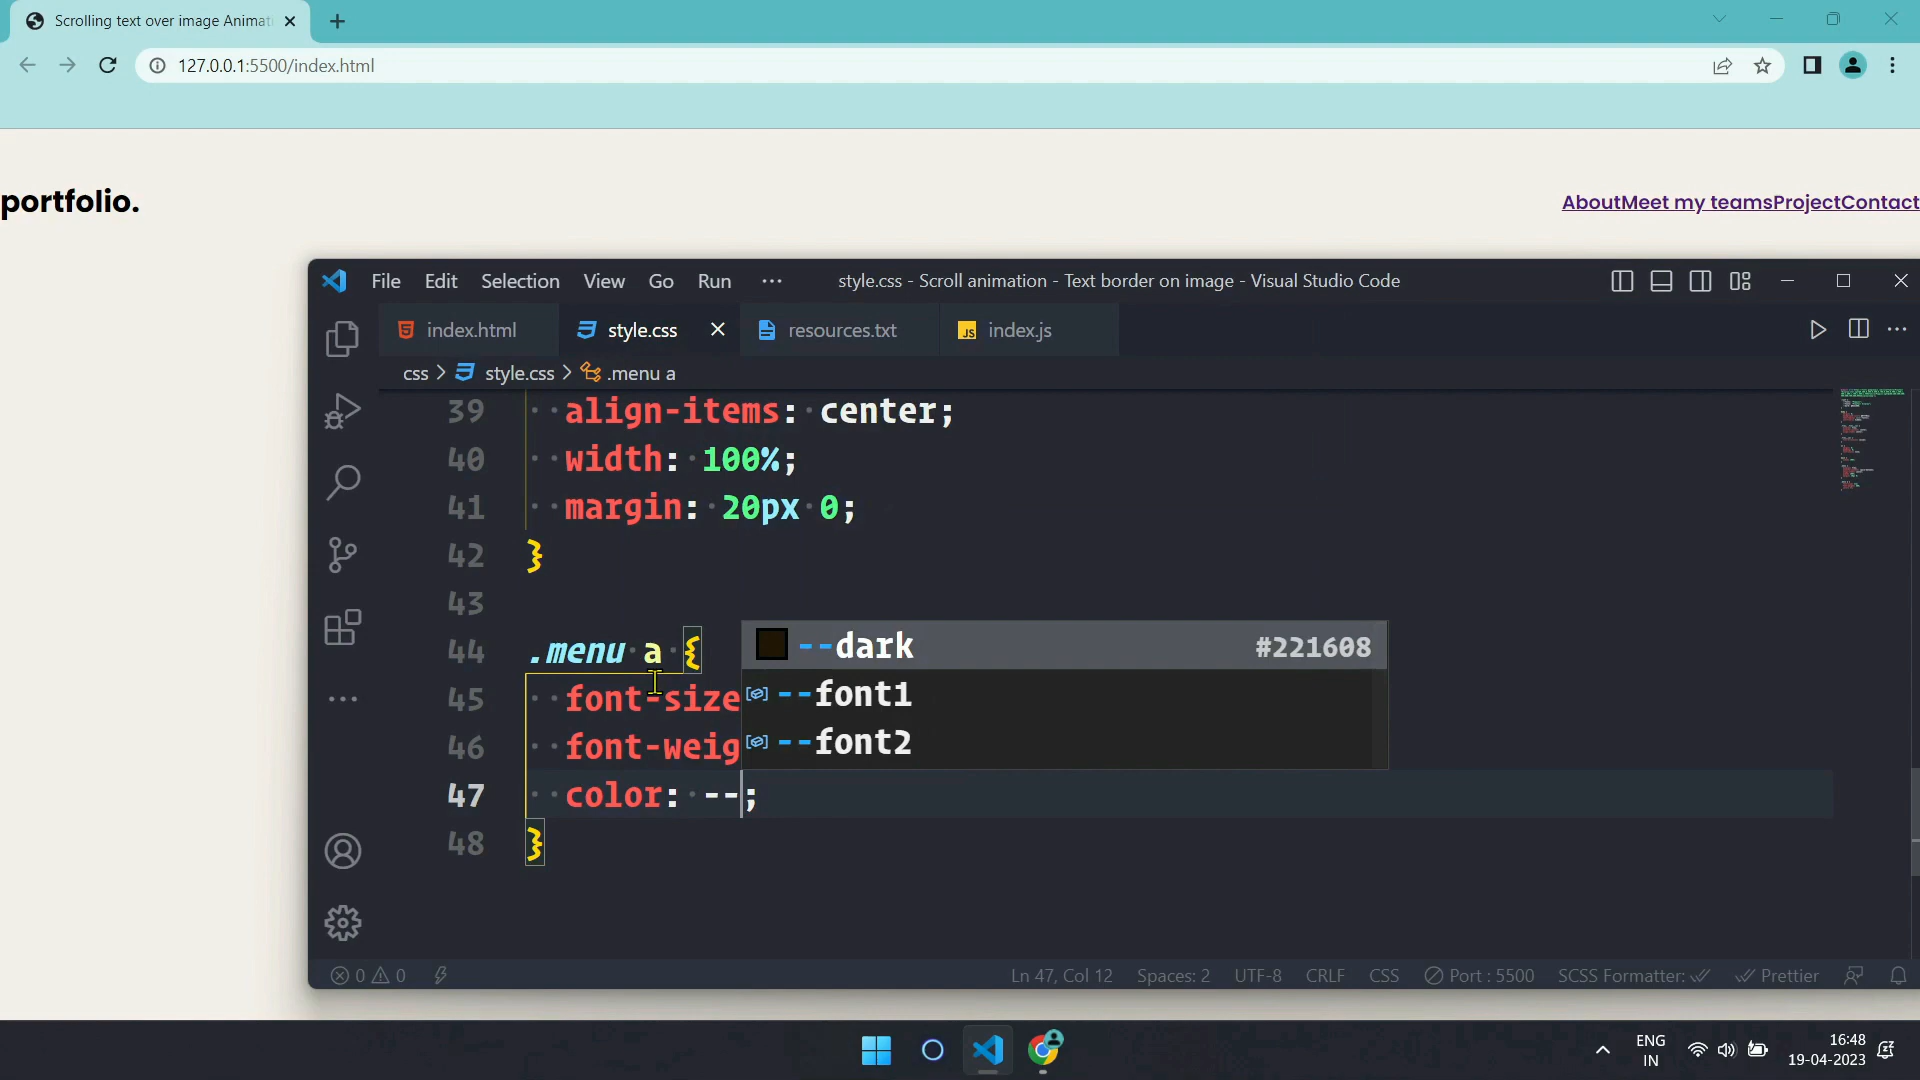 Scrolling text over image Animat
127.0.0.1:5500/index.html
portfolio.
AboutMeet my teamsProjectContact
File Edit Selection View Go Run ··· style.css - Scroll animation - Text border on image - Visual Studio Code
index.html style.css resources.txt JS index.js
css > style.css > .menu a
39 align-items: center;
40 width: 100%;
41 margin: 20px 0;
42 }
43
44 .menu a {
45 font-size
46 font-weig
47 color: --;
48 }
--dark #221608
--font1
--font2
0 0 Ln 47, Col 12 Spaces: 2 UTF-8 CRLF CSS Port : 5500 SCSS Formatter: Prettier
ENG
IN
16:48
19-04-2023